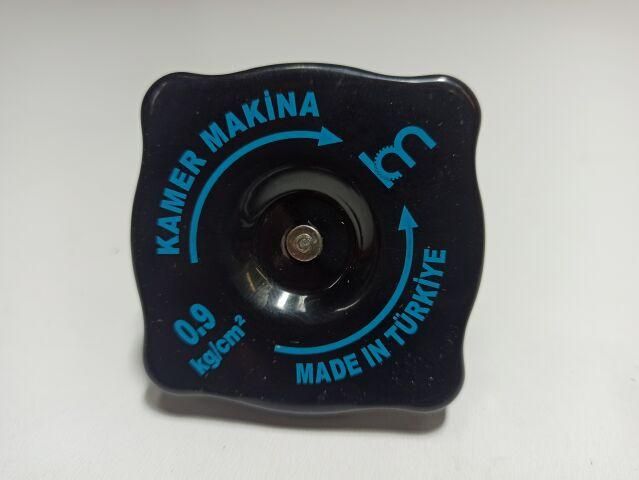 KAMER MAKİNA
km
0.9
kg/cm²
MADE IN TÜRKİYE